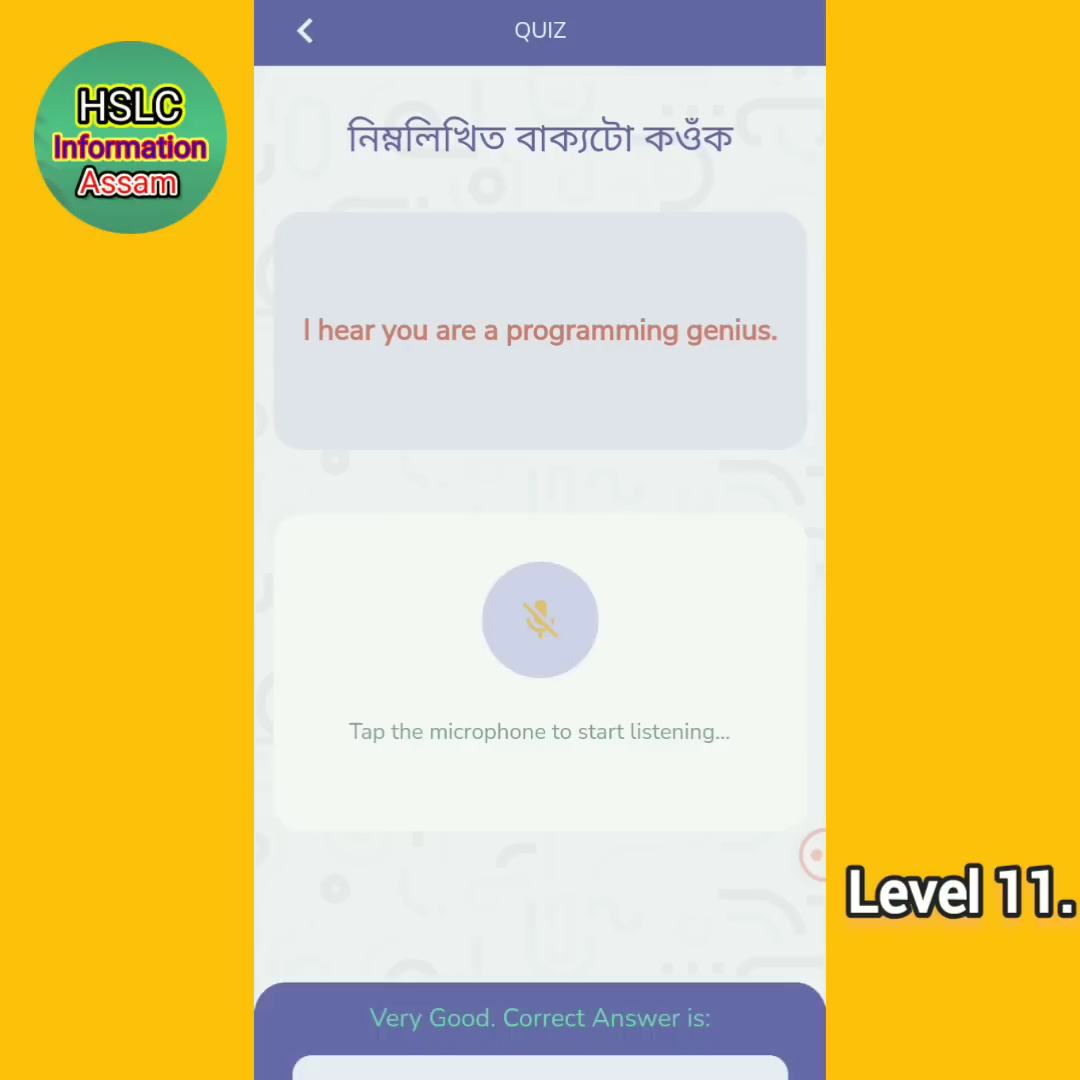 HSLC
Information
Assam
QUIZ
নিম্নলিখিত বাক্যটো কওঁক
I hear you are a programming genius.
Tap the microphone to start listening...
Level 11.
Very Good. Correct Answer is: